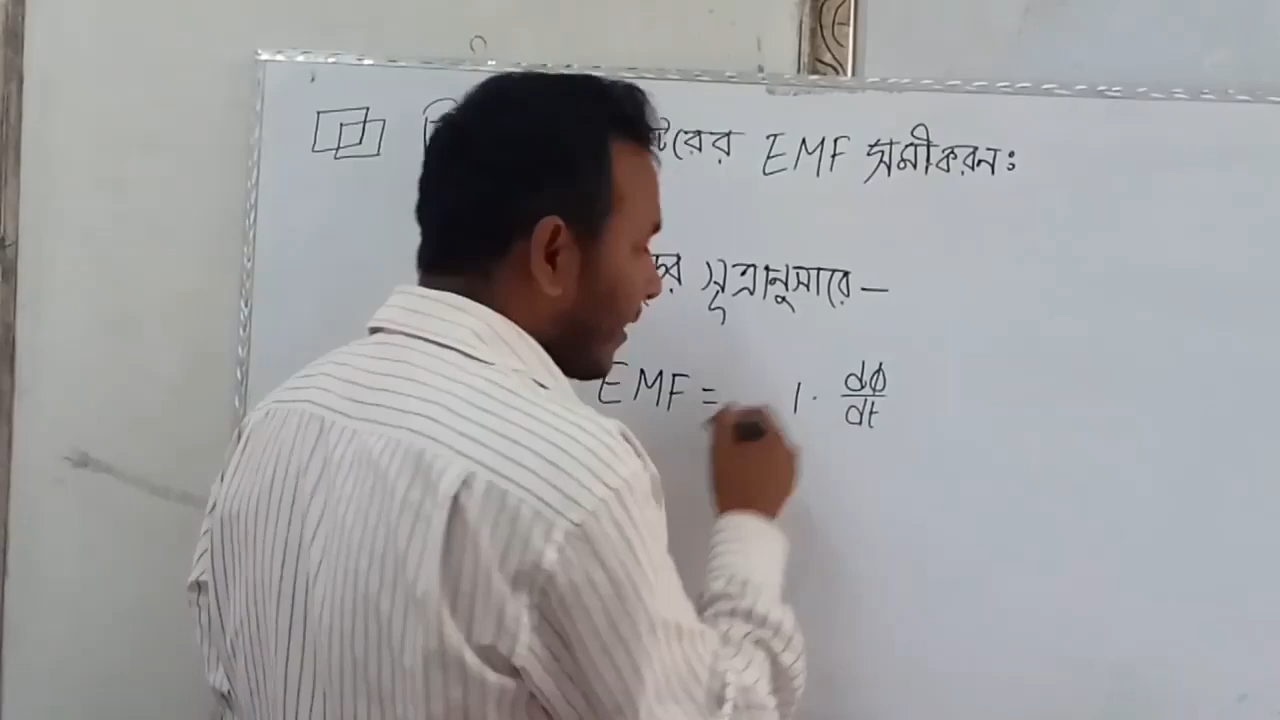 টরের EMF সমীকরনঃ
ডের সূত্রানুসারে —
EMF = 1. dϕ/dt